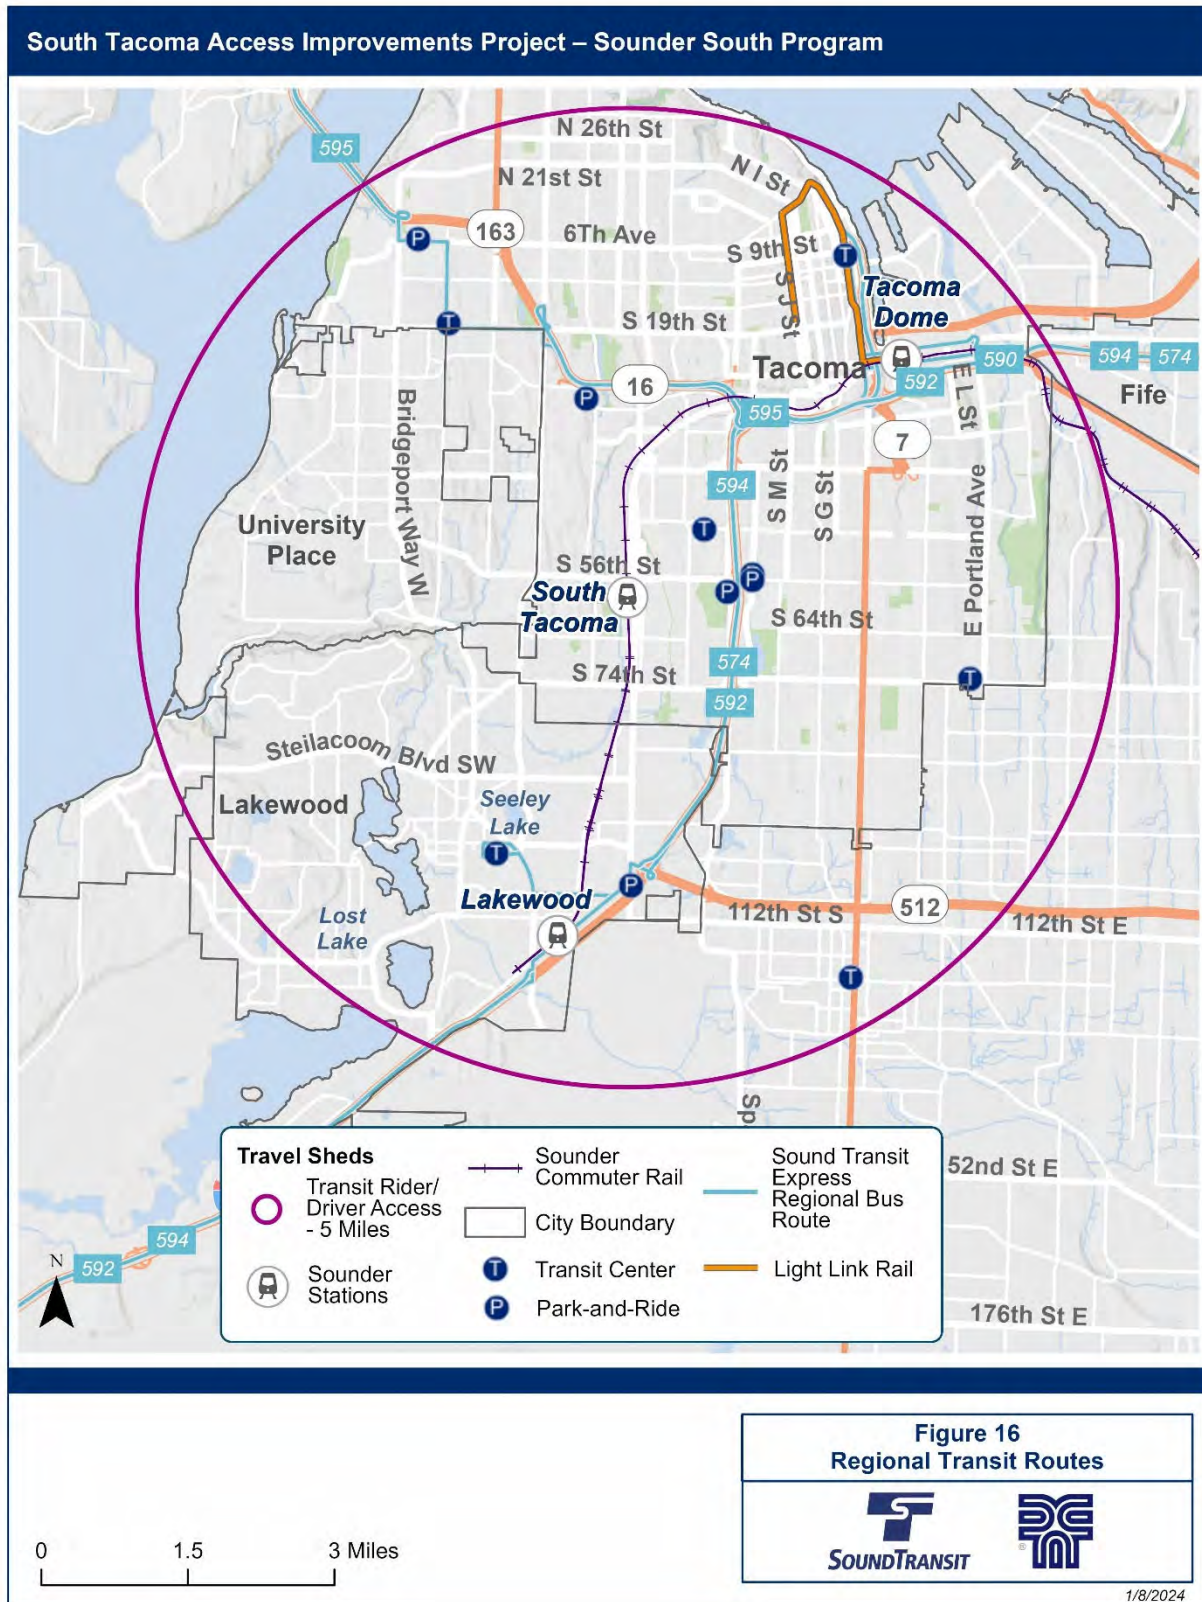 South Tacoma Access Improvements Project – Sounder South Program
N 26th St
595
N I St
N 21st St
163
6Th Ave
P
S 9th St
T
S J St
Tacoma
Dome
T
S 19th St
Tacoma
590
594
574
592
16
Fife
P
595
E L St
7
Bridgeport Way W
594
S M St
S G St
E Portland Ave
University
Place
T
S 56th St
P
P
South
Tacoma
S 64th St
574
S 74th St
T
592
Steilacoom Blvd SW
Lakewood
Seeley
Lake
T
Lakewood
P
512
112th St S
112th St E
Lost
Lake
T
Sp
52nd St E
594
592
176th St E
N
Travel Sheds
Transit Rider/
Driver Access
- 5 Miles
Sounder
Stations
Sounder
Commuter Rail
City Boundary
T
Transit Center
P
Park-and-Ride
Sound Transit
Express
Regional Bus
Route
Light Link Rail
0
1.5
3 Miles
Figure 16
Regional Transit Routes
T
S
SOUNDTRANSIT
®
1/8/2024